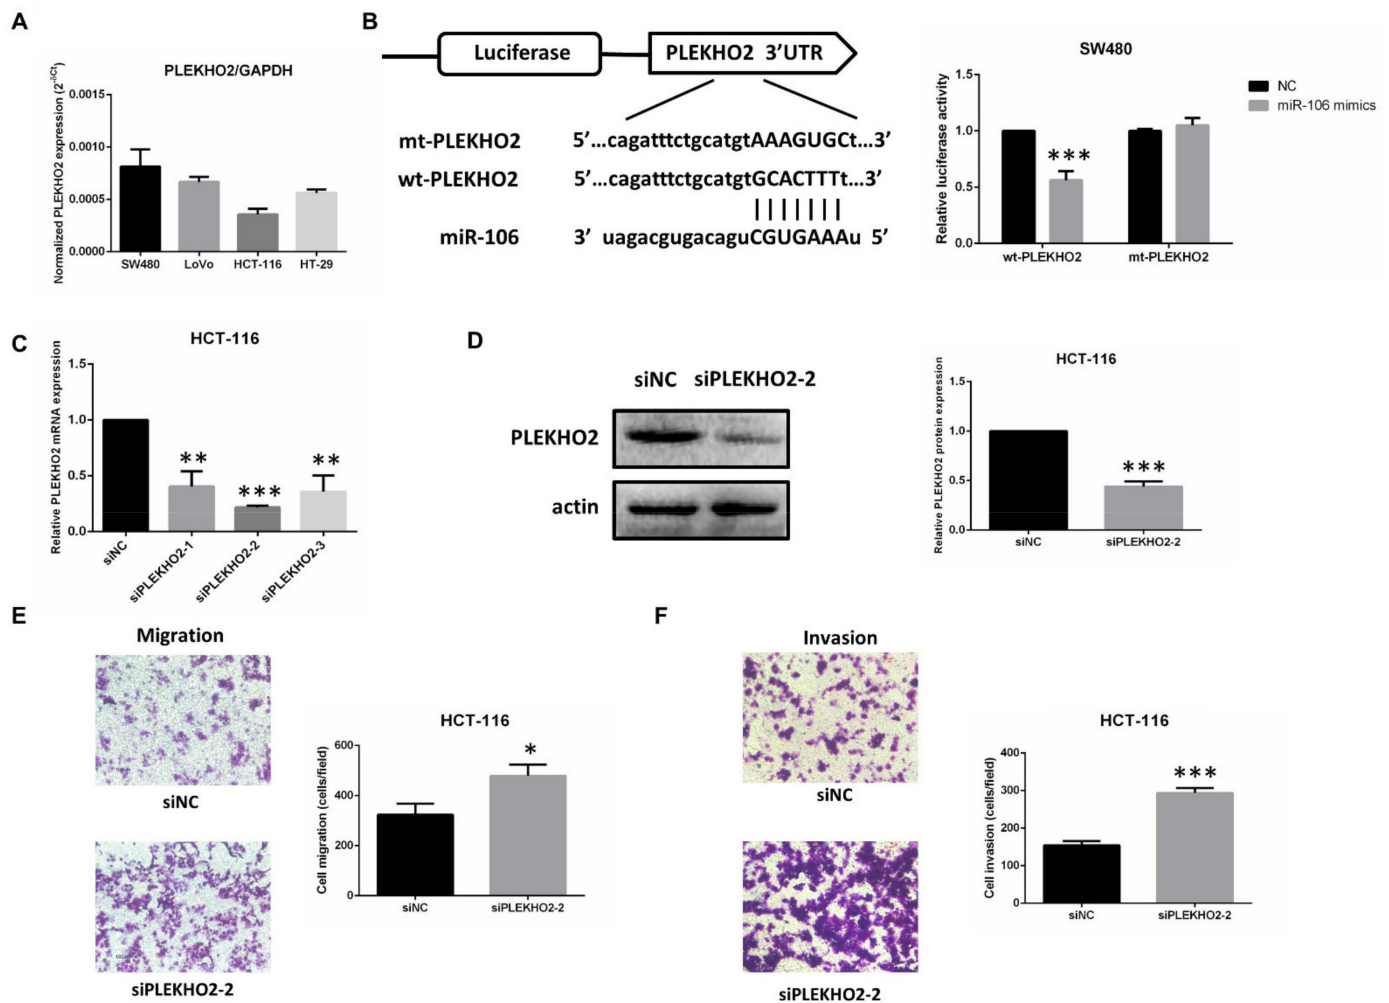 A
PLEKHO2/GAPDH
Normalized PLEKHO2 expression (2^-δCt)
0.0015
0.0010
0.0005
0.0000
SW480 LoVo HCT-116 HT-29
B
Luciferase PLEKHO2 3’UTR
mt-PLEKHO2 5’...cagatttctgcatgtAAAGUGCt...3’
wt-PLEKHO2 5’...cagatttctgcatgtGCACTTTt...3’
miR-106 3’ uagacgugacaguCGUGAAAu 5’
SW480
Relative luciferase activity
1.5
1.0
0.5
0.0
***
wt-PLEKHO2 mt-PLEKHO2
NC
miR-106 mimics
C
HCT-116
Relative PLEKHO2 mRNA expression
1.5
1.0
0.5
0.0
** *** **
siNC siPLEKHO2-1 siPLEKHO2-2 siPLEKHO2-3
D
siNC siPLEKHO2-2
PLEKHO2
actin
HCT-116
Relative PLEKHO2 protein expression
1.5
1.0
0.5
0.0
***
siNC siPLEKHO2-2
E
Migration
siNC
siPLEKHO2-2
HCT-116
Cell migration (cells/field)
600
400
200
0
*
siNC siPLEKHO2-2
F
Invasion
siNC
siPLEKHO2-2
HCT-116
Cell invasion (cells/field)
400
300
200
100
0
***
siNC siPLEKHO2-2